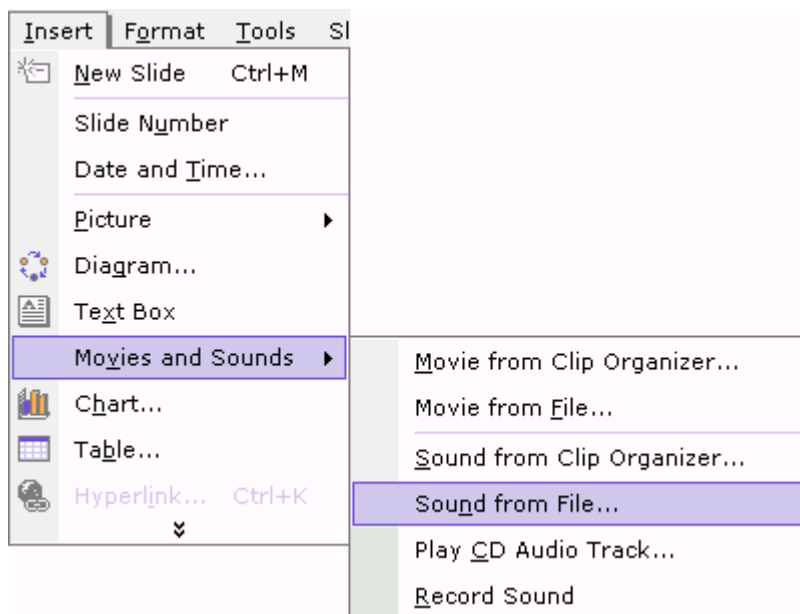 Insert Format Tools Sl
New Slide Ctrl+M
Slide Number
Date and Time...
Picture
Diagram...
Text Box
Movies and Sounds
Chart...
Table...
Hyperlink... Ctrl+K
Movie from Clip Organizer...
Movie from File...
Sound from Clip Organizer...
Sound from File...
Play CD Audio Track...
Record Sound